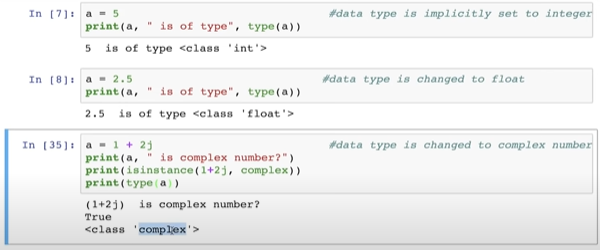 In [7]: a = 5 #data type is implicitly set to integer
print(a, " is of type", type(a))
5  is of type <class 'int'>
In [8]: a = 2.5 #data type is changed to float
print(a, " is of type", type(a))
2.5  is of type <class 'float'>
In [35]: a = 1 + 2j #data type is changed to complex number
print(a, " is complex number?")
print(isinstance(1+2j, complex))
print(type(a))
(1+2j)  is complex number?
True
<class 'complex'>